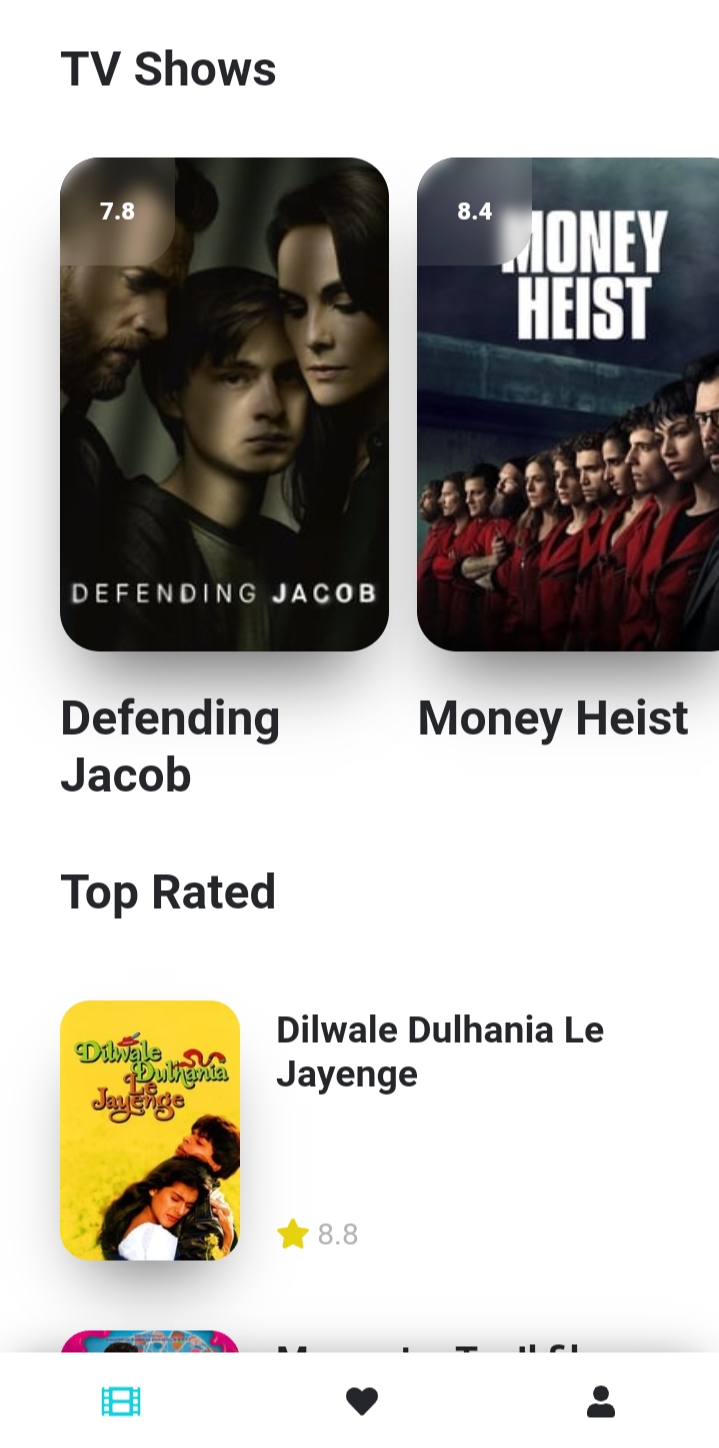 TV Shows
7.8
8.4
MONEY
HEIST
DEFENDING JACOB
Defending
Jacob
Money Heist
Top Rated
Dilwale
Dulhania
Le
Jayenge
Dilwale Dulhania Le
Jayenge
8.8